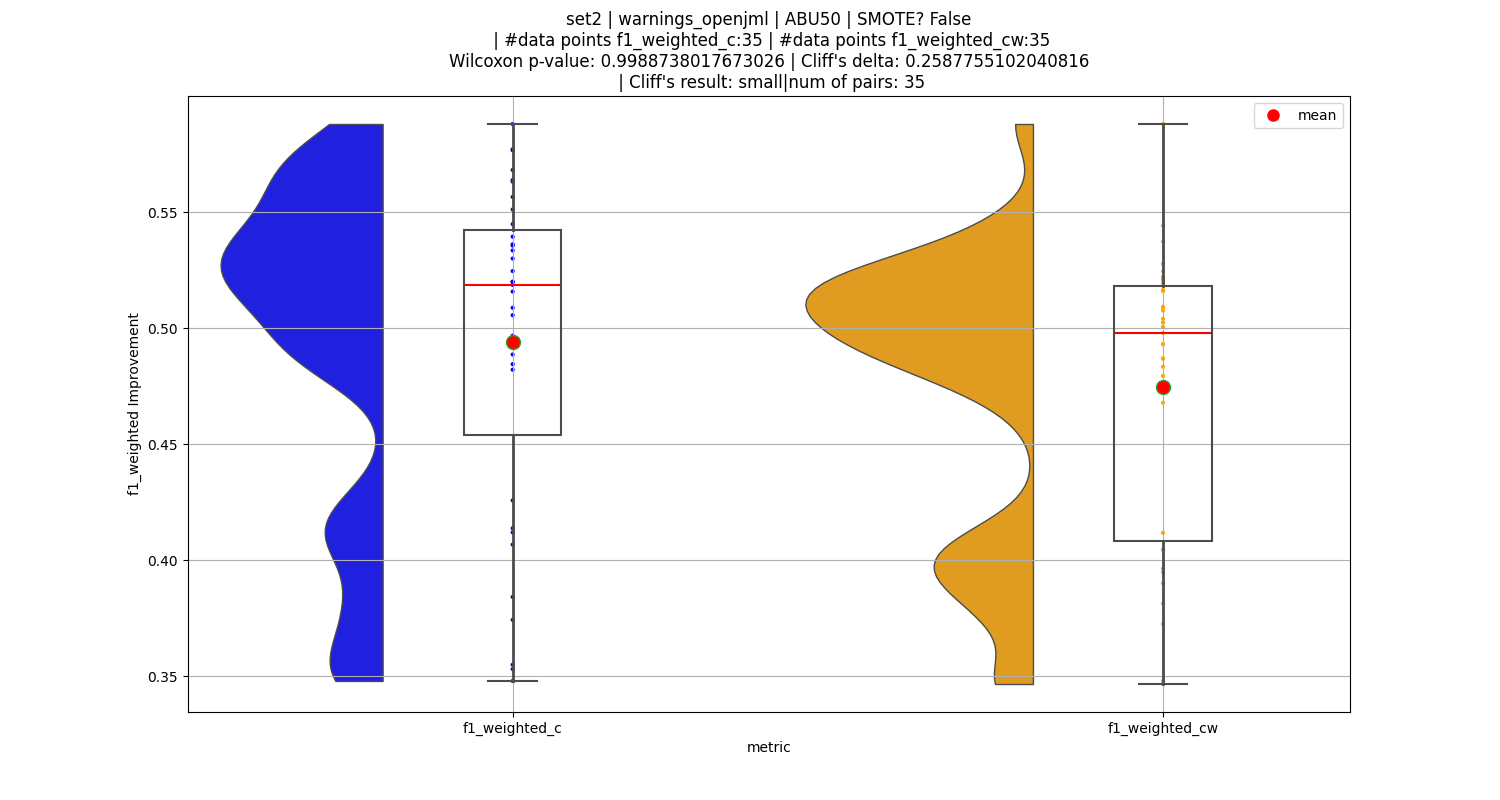 set2 | warnings_openjml | ABU50 | SMOTE? False
| #data points f1_weighted_c:35 | #data points f1_weighted_cw:35
Wilcoxon p-value: 0.9988738017673026 | Cliff's delta: 0.2587755102040816
| Cliff's result: small|num of pairs: 35
mean
f1_weighted Improvement
0.55
0.50
0.45
0.40
0.35
f1_weighted_c
f1_weighted_cw
metric